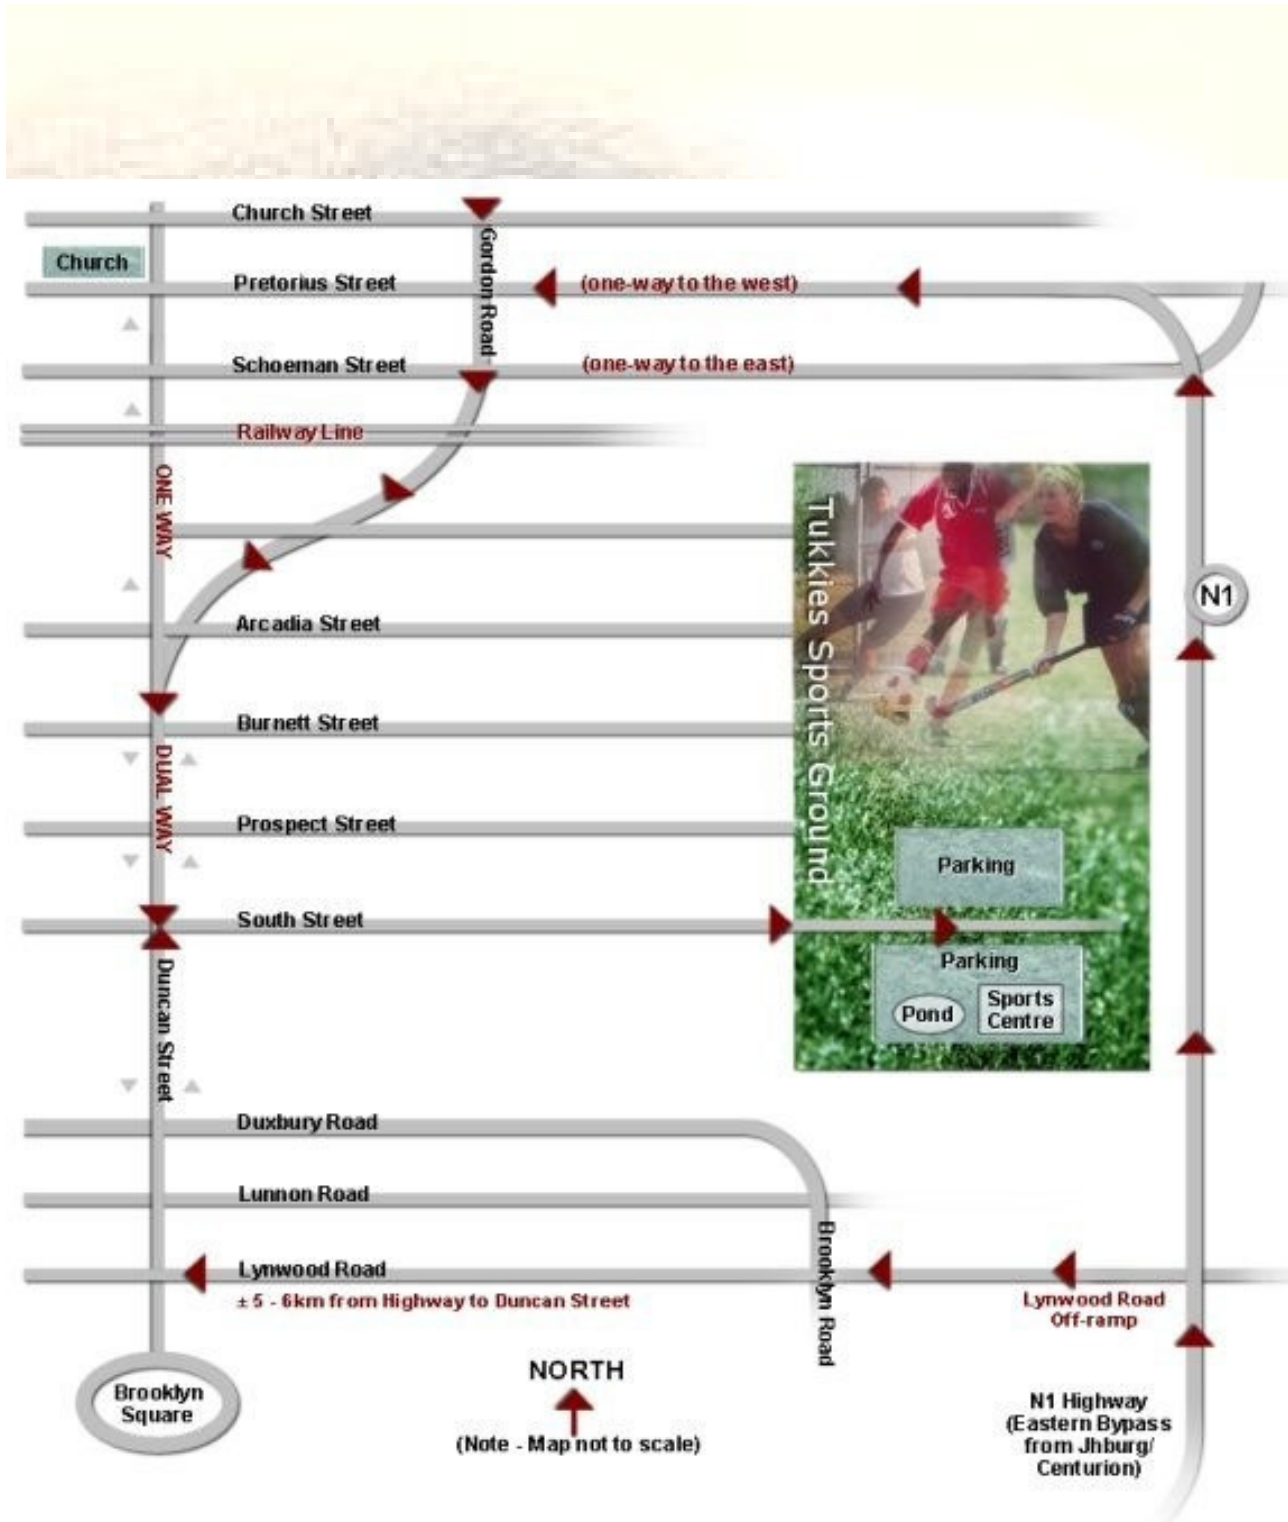 Church Street
Church
Gordon Road
Pretorius Street
(one-way to the west)
Schoeman Street
(one-way to the east)
Railway Line
ONE WAY
Tukkies Sports Ground
N1
Arcadia Street
Burnett Street
DUAL WAY
Prospect Street
Parking
South Street
Parking
Pond
Sports
Centre
Duncan Street
Duxbury Road
Lunnon Road
Brooklyn Road
Lynwood Road
± 5 - 6km from Highway to Duncan Street
Lynwood Road
Off-ramp
Brooklyn
Square
NORTH
(Note - Map not to scale)
N1 Highway
(Eastern Bypass
from Jhburg/
Centurion)